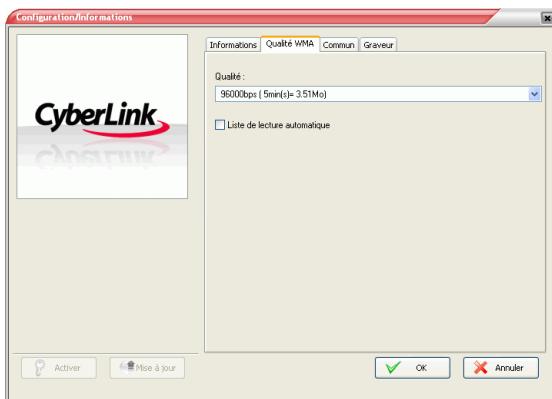 Configuration/Informations
CyberLink
Informations
Qualité WMA
Commun
Graveur
Qualité :
96000bps ( 5min(s)= 3.51Mo)
Liste de lecture automatique
Activer
Mise à jour
OK
Annuler